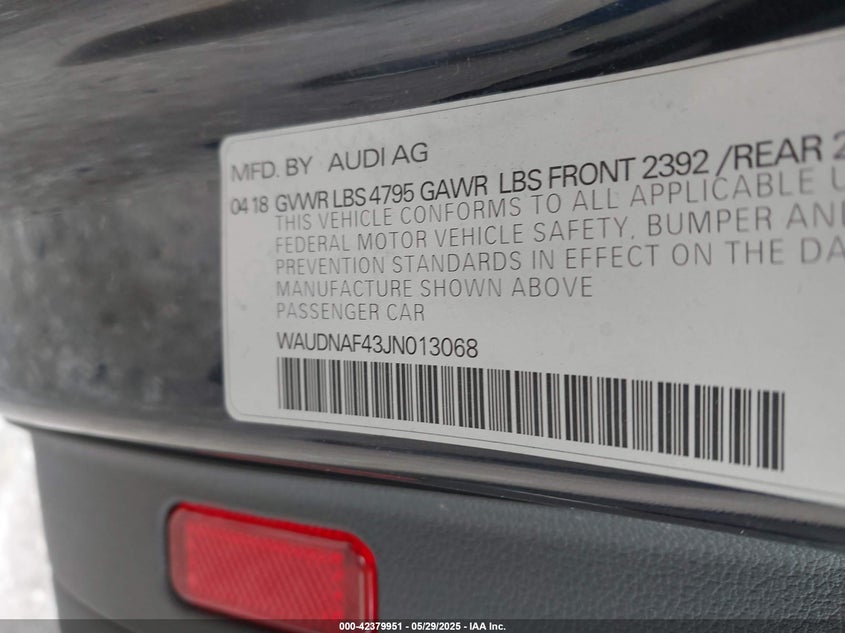 MFD. BY AUDI AG
04 18 GVWR LBS 4795 GAWR LBS FRONT 2392 /REAR 2
THIS VEHICLE CONFORMS TO ALL APPLICABLE U
FEDERAL MOTOR VEHICLE SAFETY, BUMPER AND
PREVENTION STANDARDS IN EFFECT ON THE DA
MANUFACTURE SHOWN ABOVE
PASSENGER CAR
WAUDNAF43JN013068
000-42379951 - 05/29/2025 - IAA Inc.